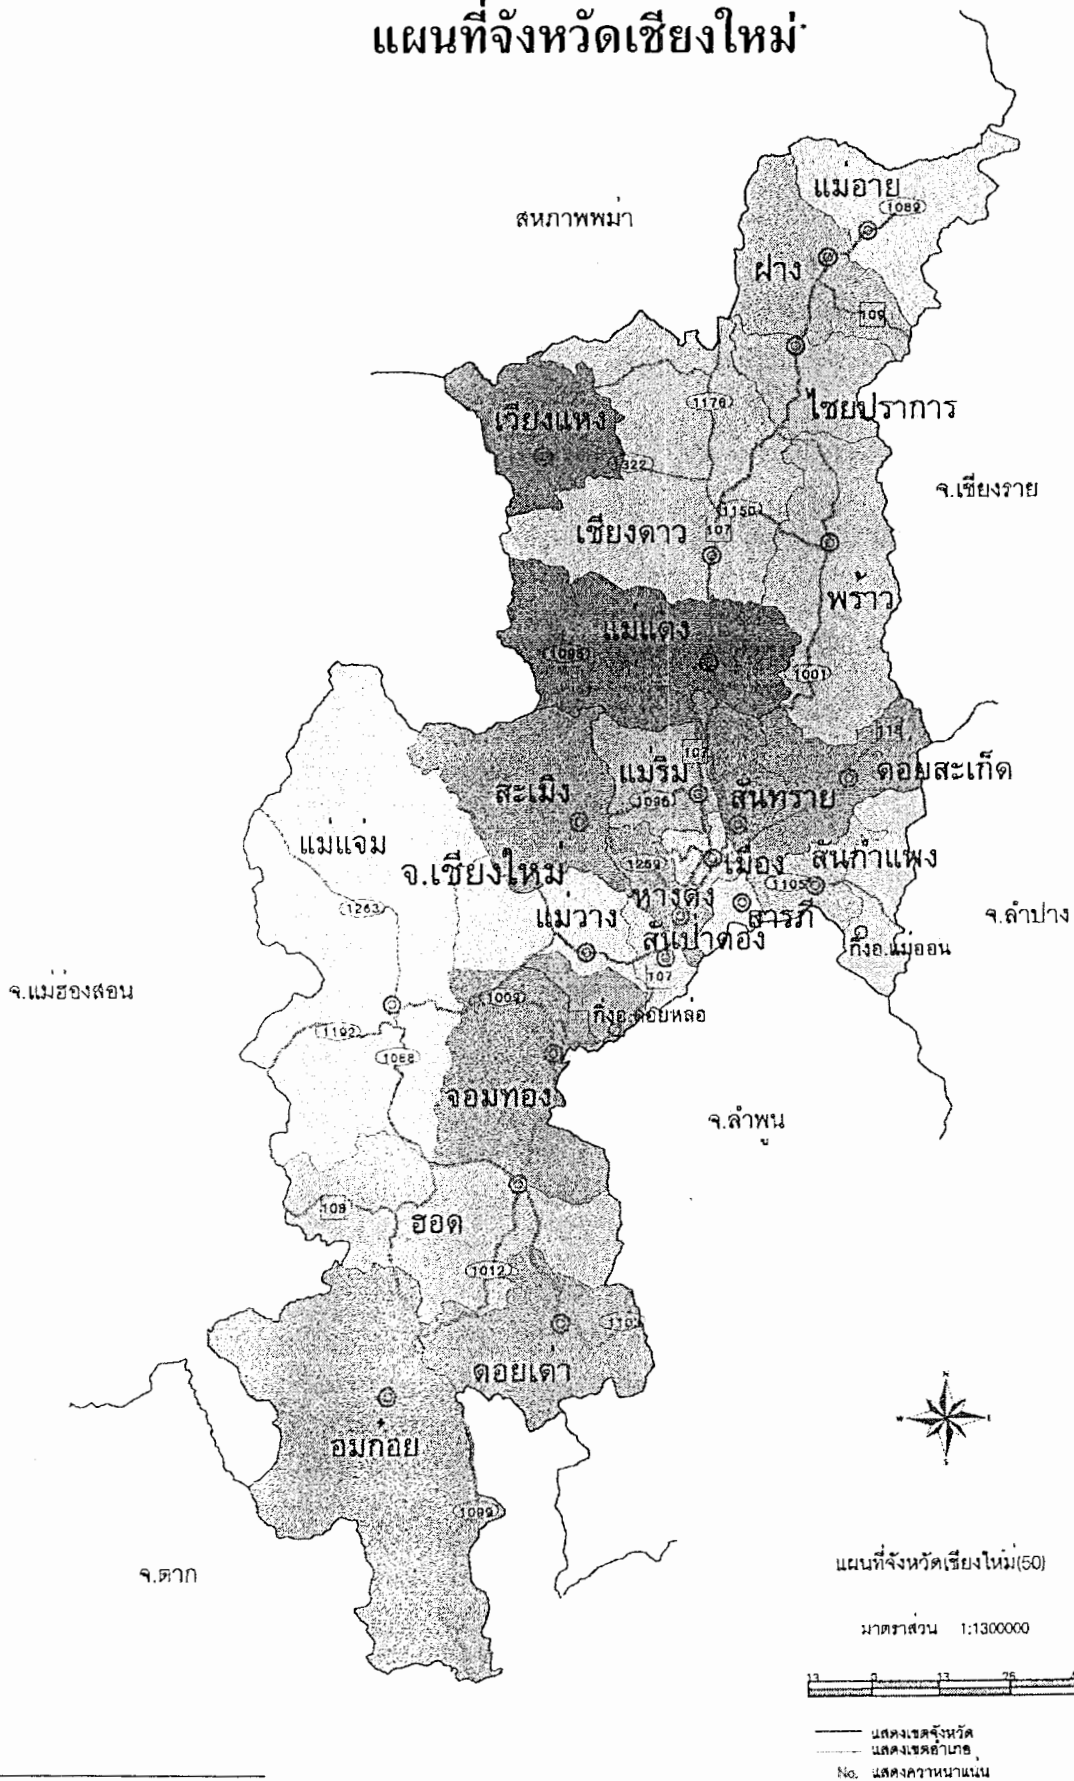 แผนที่จังหวัดเชียงใหม่
แม่อาย
1089
สหภาพพม่า
ฝาง
109
ไชยปราการ
1178
เวียงแหง
1322
จ.เชียงราย
1150
เชียงดาว
107
พร้าว
แม่แตง
1095
1001
118
107
แม่ริม
ดอยสะเก็ด
สะเมิง
1096
สันทราย
แม่แจ่ม
จ.เชียงใหม่
1269
เมือง
สันกำแพง
1105
หางดง
1263
แม่วาง
สารภี
จ.ลำปาง
สันป่าตอง
กิ่งอ.แม่ออน
107
จ.แม่ฮ่องสอน
1009
กิ่งอ.ดอยหล่อ
1192
1088
จอมทอง
จ.ลำพูน
108
ฮอด
1012
1103
ดอยเต่า
N
W
S
อมก๋อย
1099
จ.ตาก
แผนที่จังหวัดเชียงใหม่(50)
มาตราส่วน 1:1300000
13 0 13 25
แสดงเขตจังหวัด
แสดงเขตอำเภอ
No. แสดงความหนาแน่น